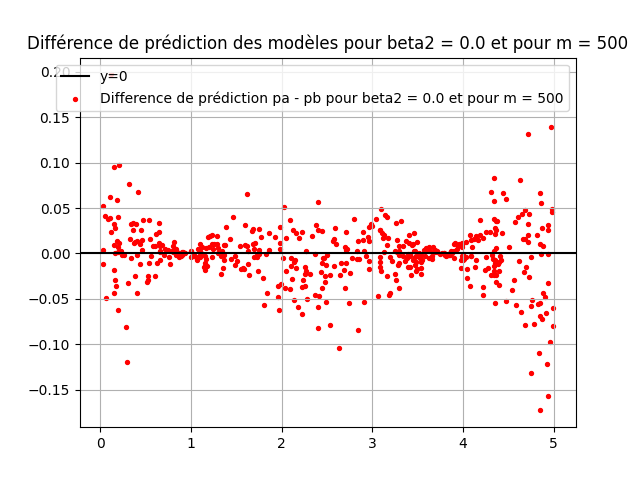 Différence de prédiction des modèles pour beta2 = 0.0 et pour m = 500
0.20
y=0
Difference de prédiction pa - pb pour beta2 = 0.0 et pour m = 500
0.15
0.10
0.05
0.00
−0.05
−0.10
−0.15
0 1 2 3 4 5